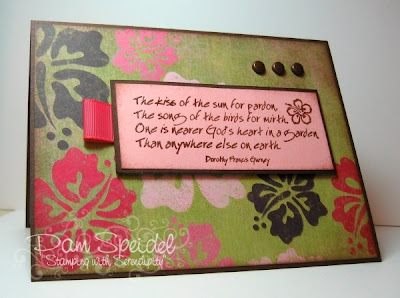 The kiss of the sun for pardon,
The song of the birds for mirth.
One is nearer God's heart in a garden
Than anywhere else on earth.
Dorothy Francis Gurney
Pam Speidel
Stamping with Serendipity